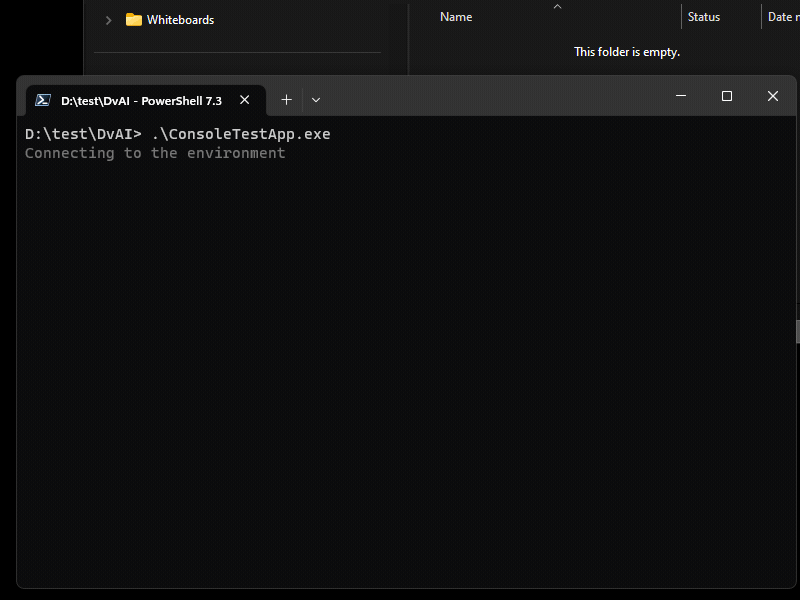 Whiteboards
Name
Status
Date
This folder is empty.
D:\test\DvAI - PowerShell 7.3
D:\test\DvAI> .\ConsoleTestApp.exe
Connecting to the environment